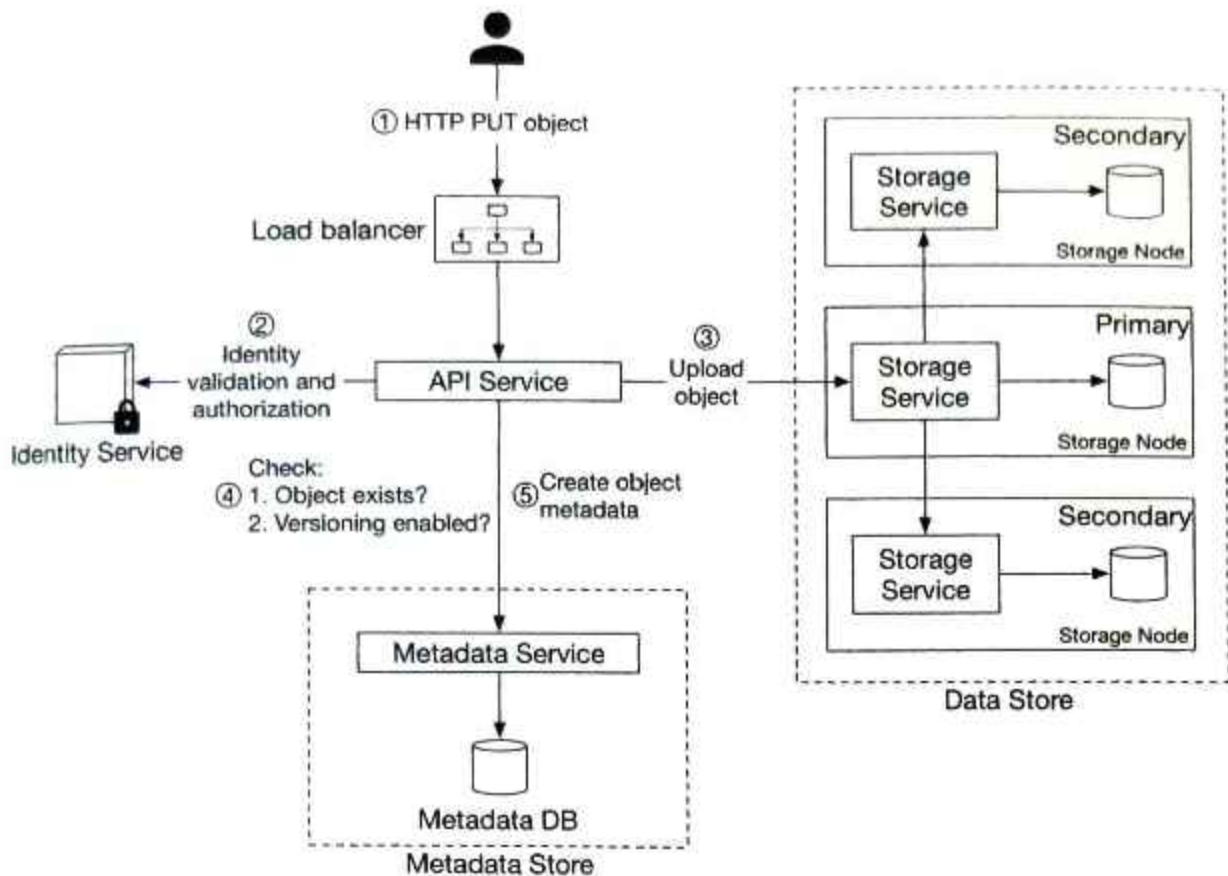 ① HTTP PUT object
Load balancer
②
Identity
validation and
authorization
Identity Service
API Service
③
Upload
object
Check:
④ 1. Object exists?
2. Versioning enabled?
⑤ Create object
metadata
Metadata Service
Metadata DB
Metadata Store
Secondary
Storage
Service
Storage Node
Primary
Storage
Service
Storage Node
Secondary
Storage
Service
Storage Node
Data Store